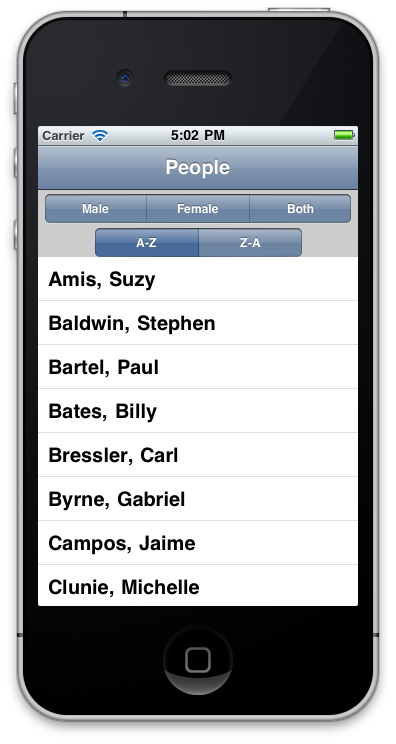 Carrier 5:02 PM
People
Male Female Both
A-Z Z-A
Amis, Suzy
Baldwin, Stephen
Bartel, Paul
Bates, Billy
Bressler, Carl
Byrne, Gabriel
Campos, Jaime
Clunie, Michelle